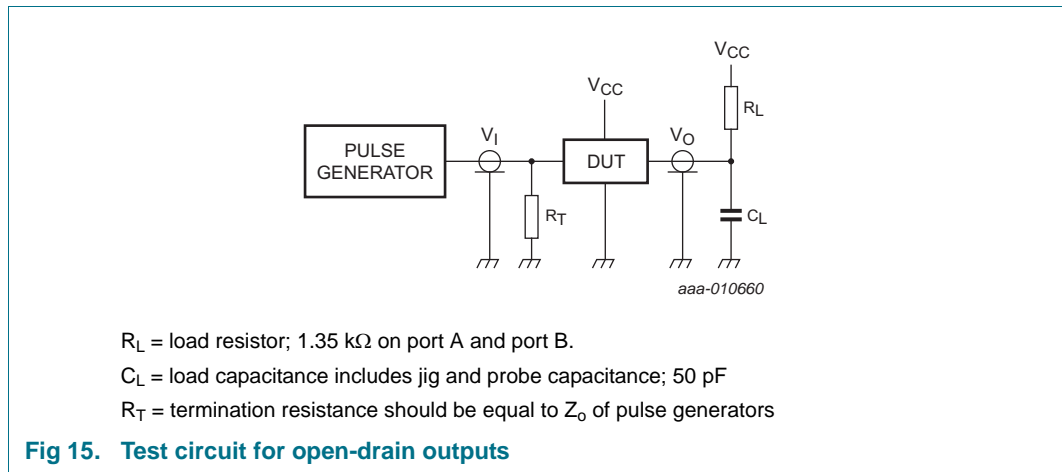 VCC
VCC
RL
VI
VO
PULSE
GENERATOR
DUT
RT
CL
aaa-010660
RL = load resistor; 1.35 kΩ on port A and port B.
CL = load capacitance includes jig and probe capacitance; 50 pF
RT = termination resistance should be equal to Zo of pulse generators
Fig 15. Test circuit for open-drain outputs